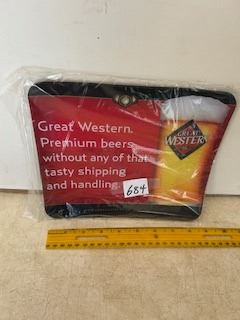 Great Western.
Premium beers
without any of that
tasty shipping
and handling.
684
GREAT
WESTERN